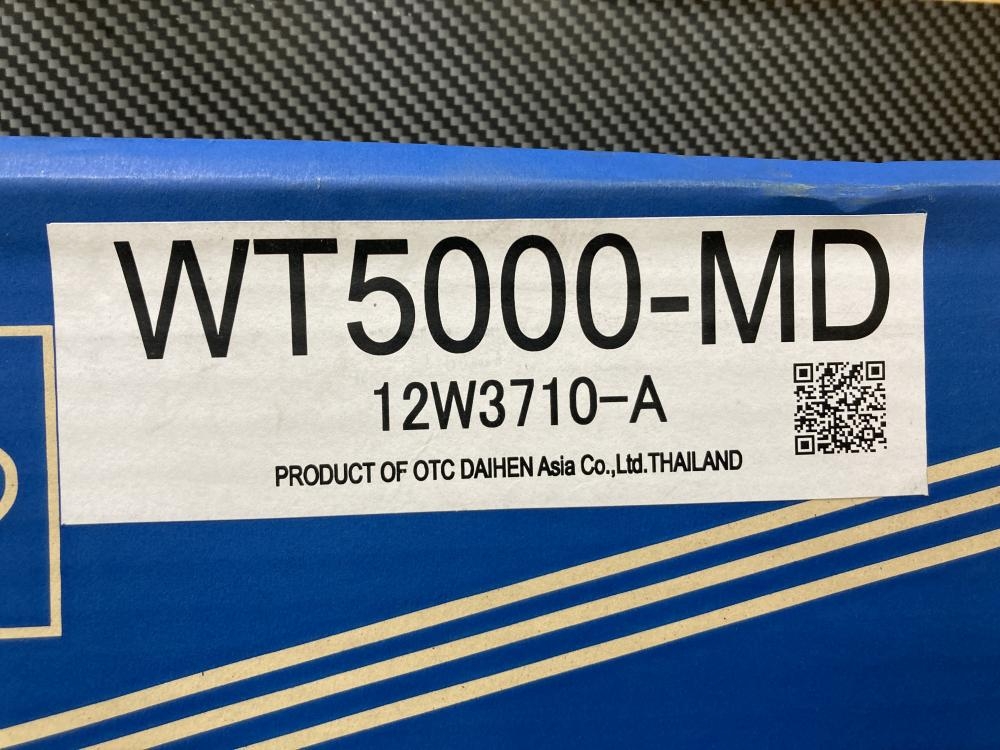 WT5000-MD
12W3710-A
PRODUCT OF OTC DAIHEN Asia Co.,Ltd.THAILAND